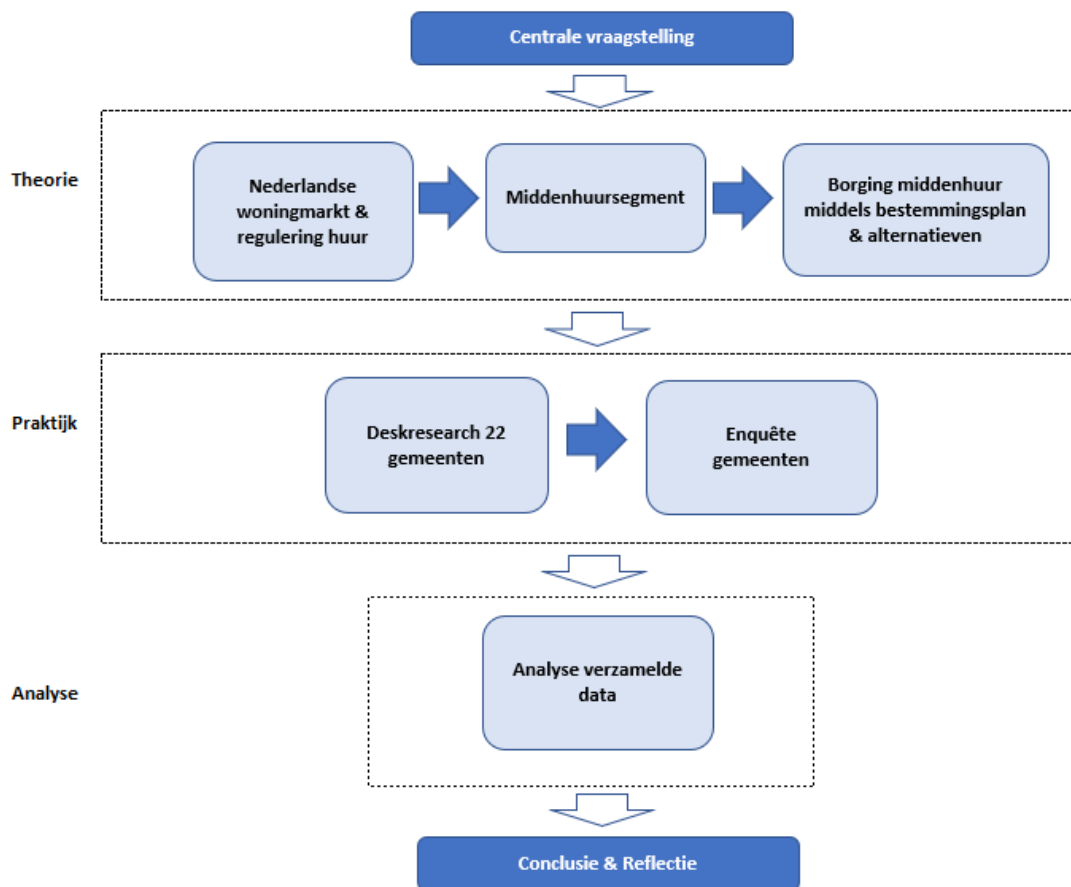 Centrale vraagstelling
Theorie
Nederlandse
woningmarkt &
regulering huur
Middenhuursegment
Borging middenhuur
middels bestemmingsplan
& alternatieven
Praktijk
Deskresearch 22
gemeenten
Enquête
gemeenten
Analyse
Analyse verzamelde
data
Conclusie & Reflectie